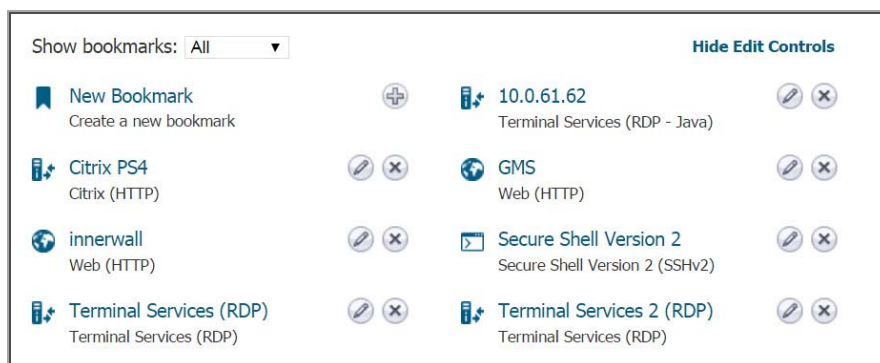 Show bookmarks: All
Hide Edit Controls
New Bookmark
Create a new bookmark
10.0.61.62
Terminal Services (RDP - Java)
Citrix PS4
Citrix (HTTP)
GMS
Web (HTTP)
innerwall
Web (HTTP)
Secure Shell Version 2
Secure Shell Version 2 (SSHv2)
Terminal Services (RDP)
Terminal Services (RDP)
Terminal Services 2 (RDP)
Terminal Services (RDP)